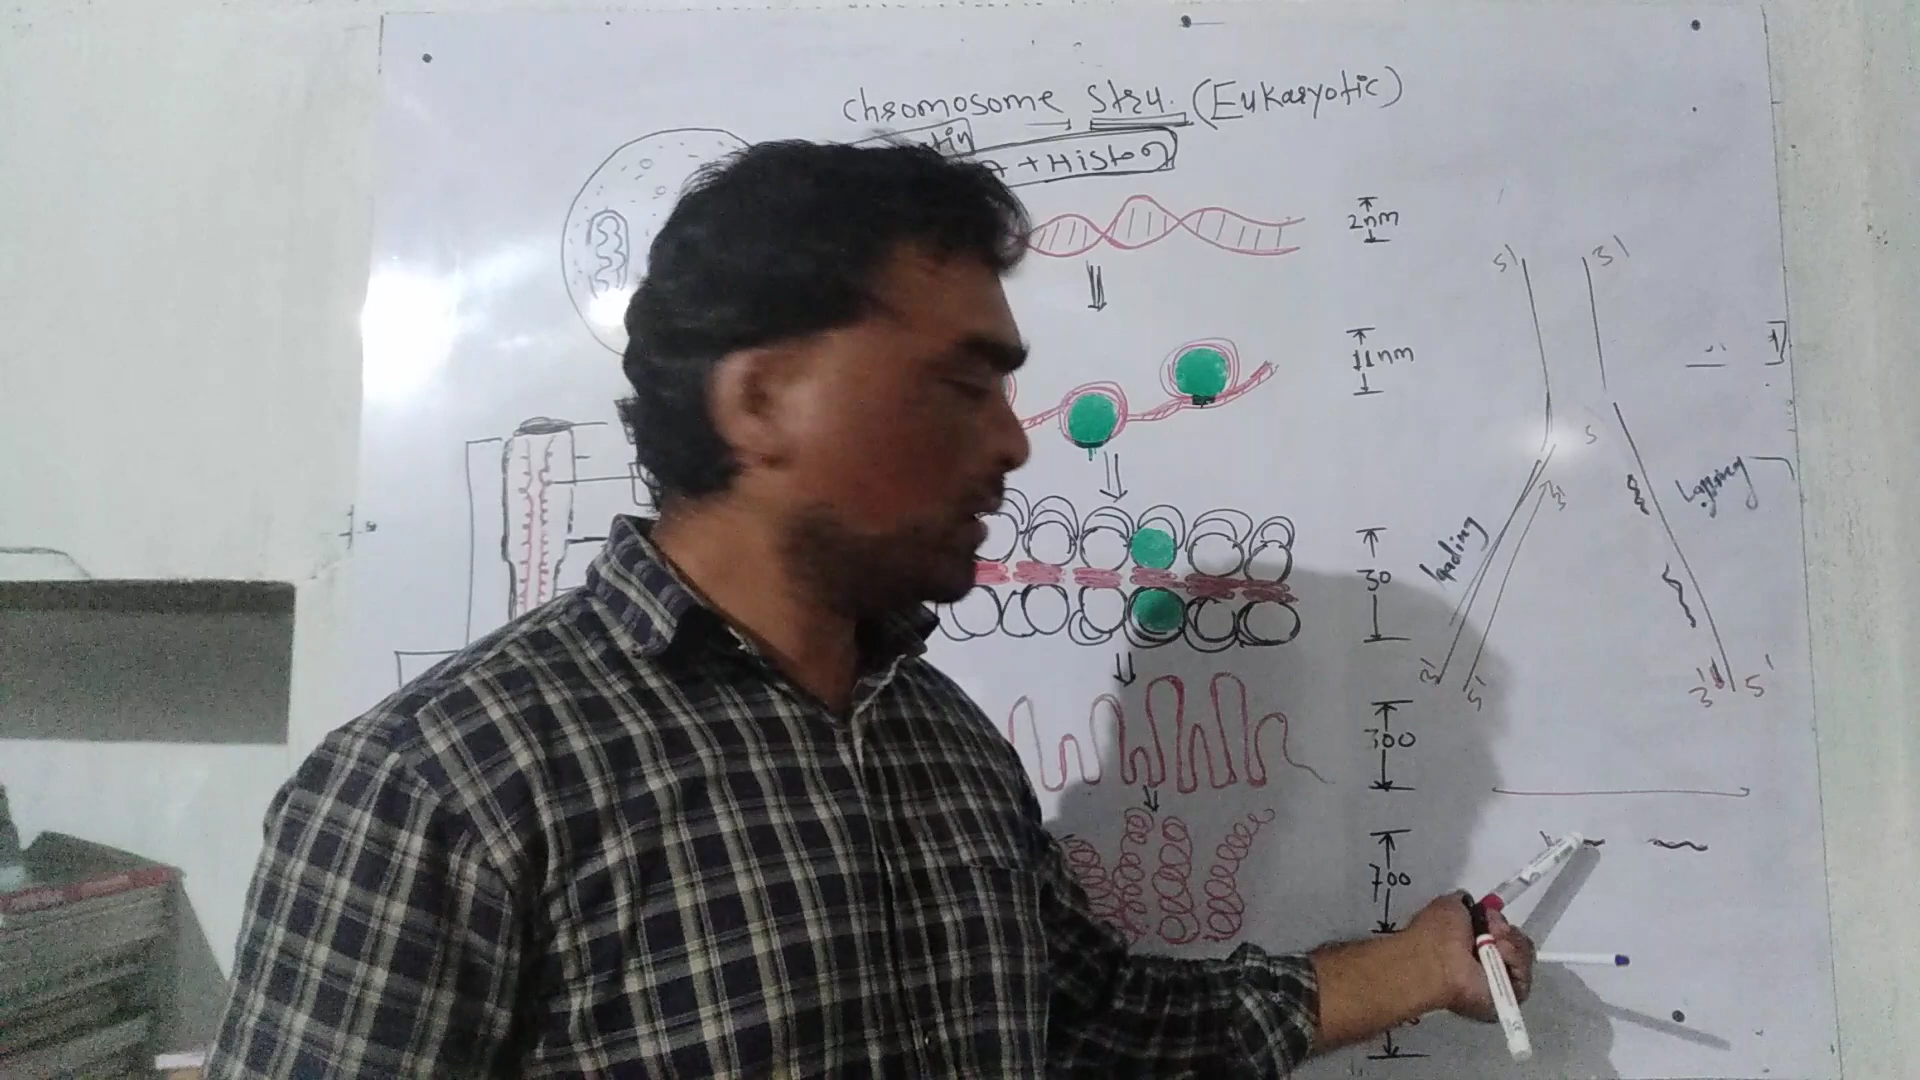 Chromosome Stru. (Eukaryotic)
tin
A + Histon
2nm
11nm
30
300
700
5' 3'
5
3'
leading
Lagging
3'
5'
3' 5'